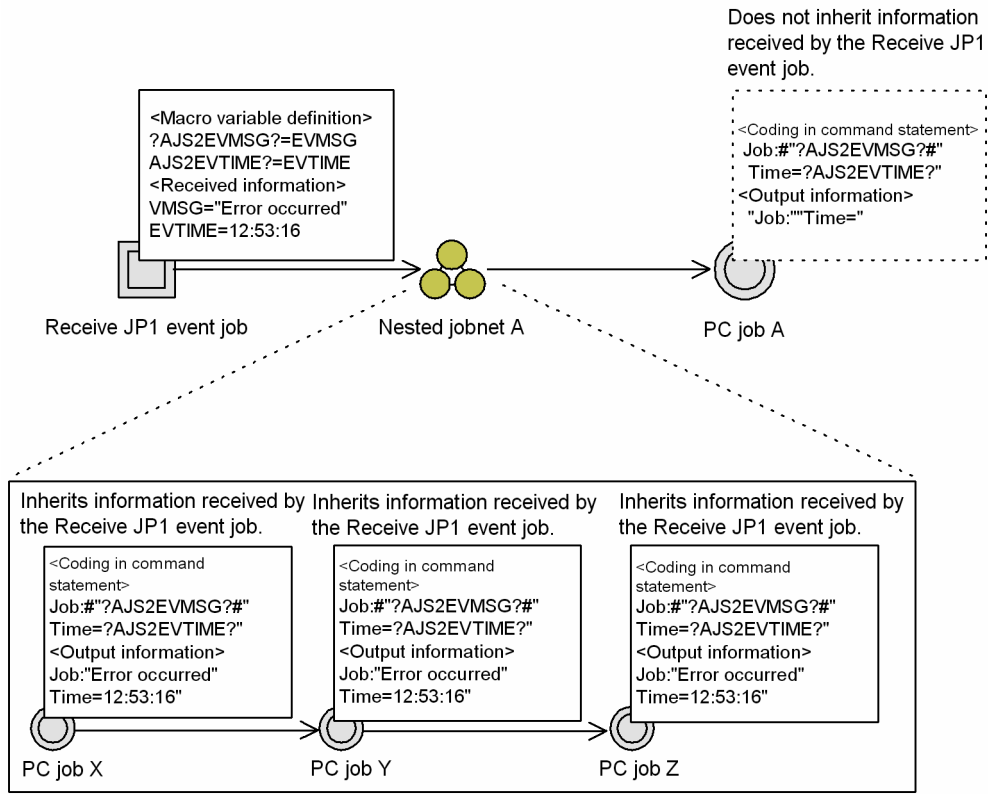 Does not inherit information
received by the Receive JP1
event job.
<Macro variable definition>
?AJS2EVMSG?=EVMSG
AJS2EVTIME?=EVTIME
<Received information>
VMSG="Error occurred"
EVTIME=12:53:16
<Coding in command statement>
Job:#"?AJS2EVMSG?#"
Time=?AJS2EVTIME?"
<Output information>
"Job:""Time="
Receive JP1 event job
Nested jobnet A
PC job A
Inherits information received by
the Receive JP1 event job.
<Coding in command
statement>
Job:#"?AJS2EVMSG?#"
Time=?AJS2EVTIME?"
<Output information>
Job:"Error occurred"
Time=12:53:16"
PC job X
Inherits information received by
the Receive JP1 event job.
<Coding in command
statement>
Job:#"?AJS2EVMSG?#"
Time=?AJS2EVTIME?"
<Output information>
Job:"Error occurred"
Time=12:53:16"
PC job Y
Inherits information received by
the Receive JP1 event job.
<Coding in command
statement>
Job:#"?AJS2EVMSG?#"
Time=?AJS2EVTIME?"
<Output information>
Job:"Error occurred"
Time=12:53:16"
PC job Z